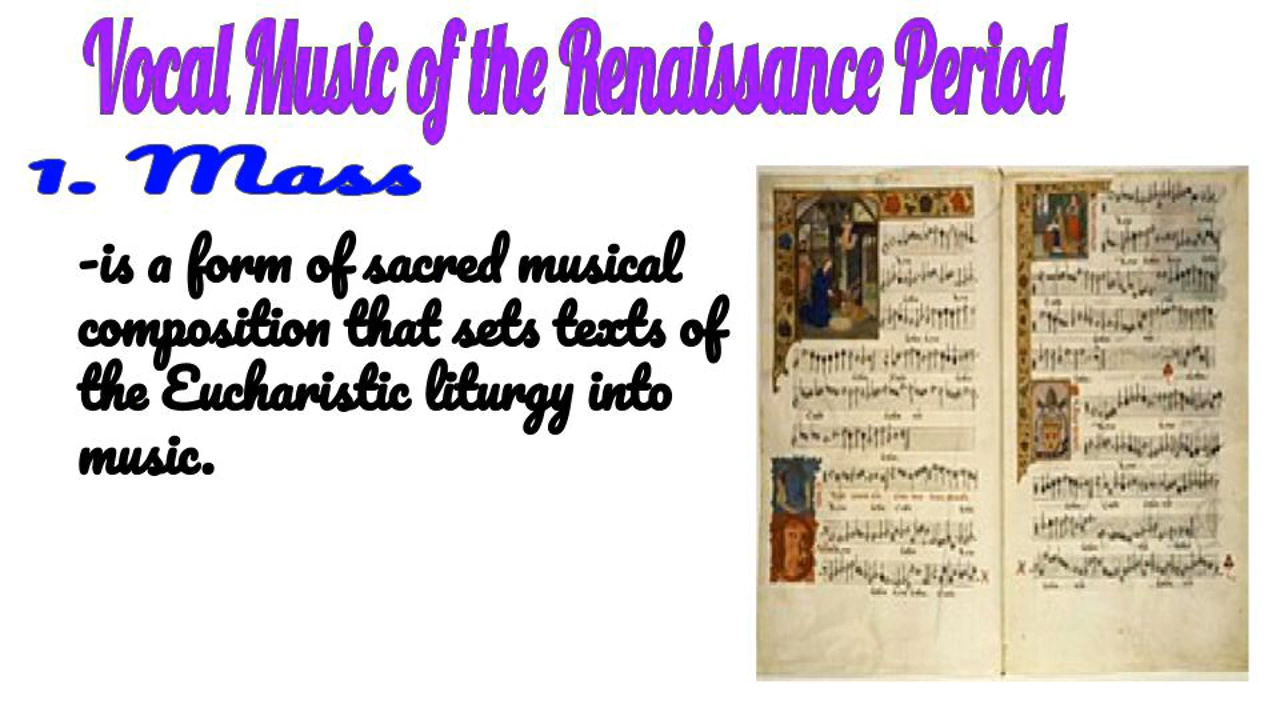 Vocal Music of the Renaissance Period
1. Mass
-is a form of sacred musical
composition that sets texts of
the Eucharistic liturgy into
music.